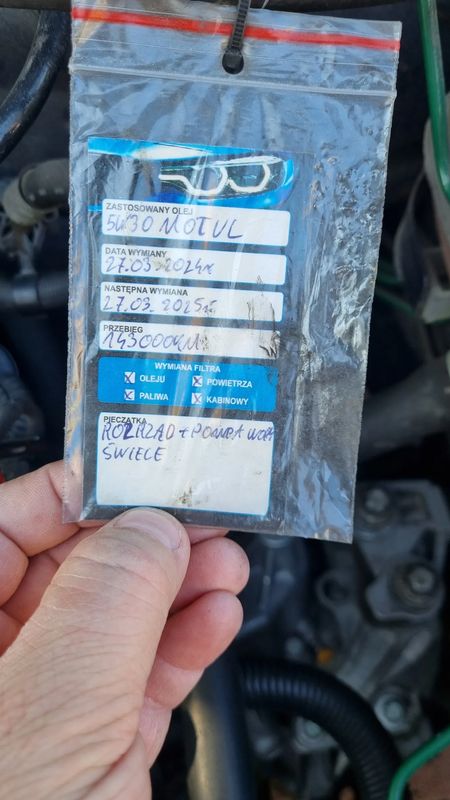 ZASTOSOWANY OLEJ
5W30 MOTUL
DATA WYMIANY
27.03.2024r
NASTĘPNA WYMIANA
27.03.2025r
PRZEBIEG
143000KM
WYMIANA FILTRA
X OLEJU X POWIETRZA
X PALIWA X KABINOWY
PIECZĄTKA
ROZRZĄD + POMPA WODY
ŚWIECE